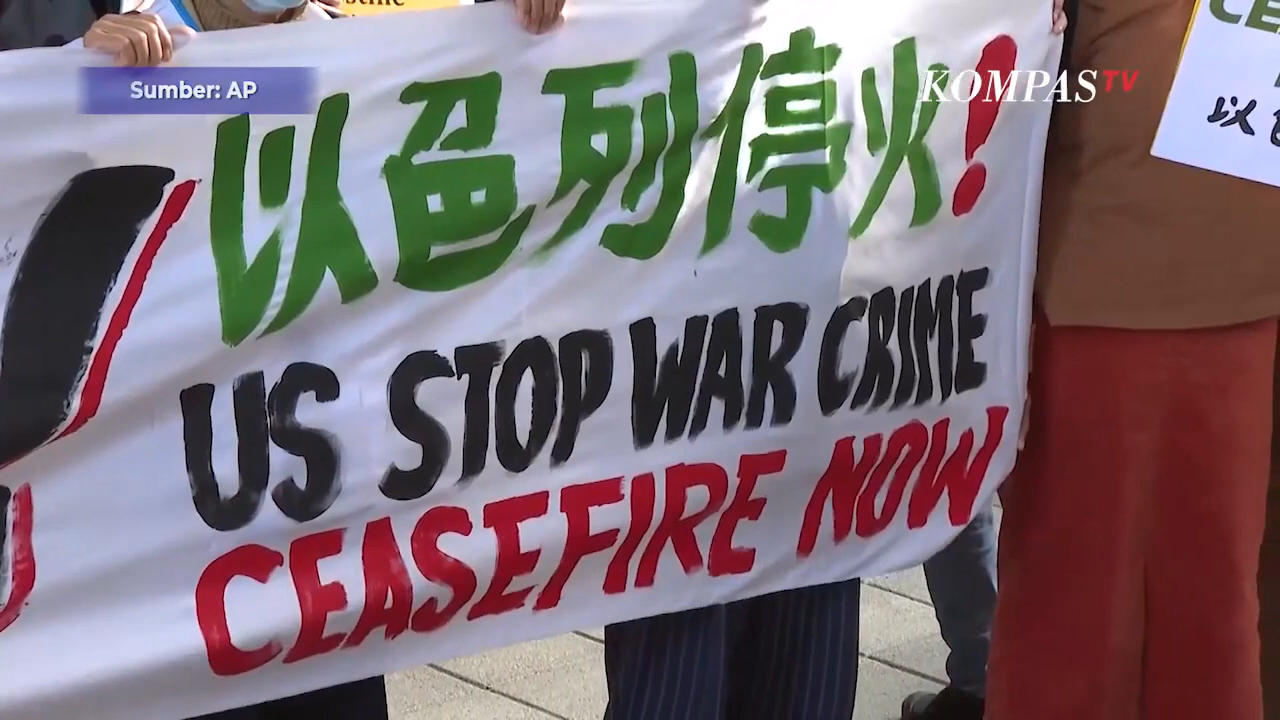 Sumber: AP
KOMPASTV
以色列停火!
US STOP WAR CRIME
CEASEFIRE NOW